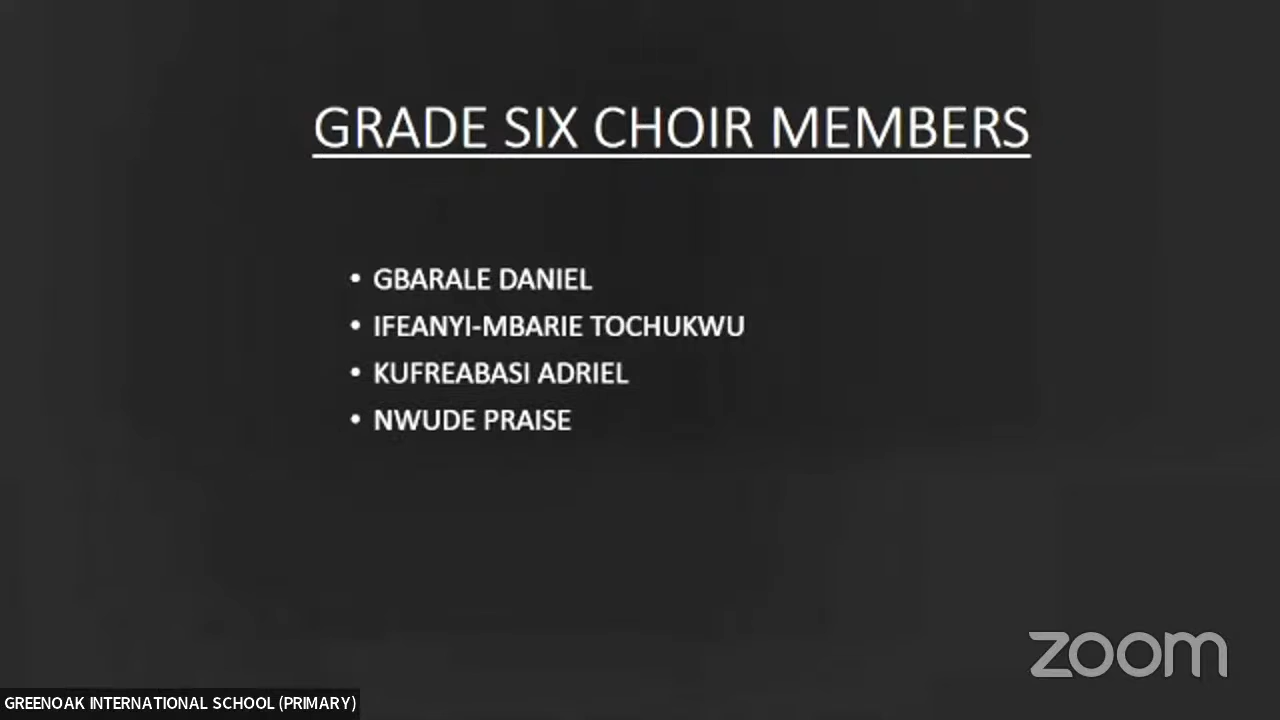 GRADE SIX CHOIR MEMBERS
• GBARALE DANIEL
• IFEANYI-MBARIE TOCHUKWU
• KUFREABASI ADRIEL
• NWUDE PRAISE
zoom
GREENOAK INTERNATIONAL SCHOOL (PRIMARY)